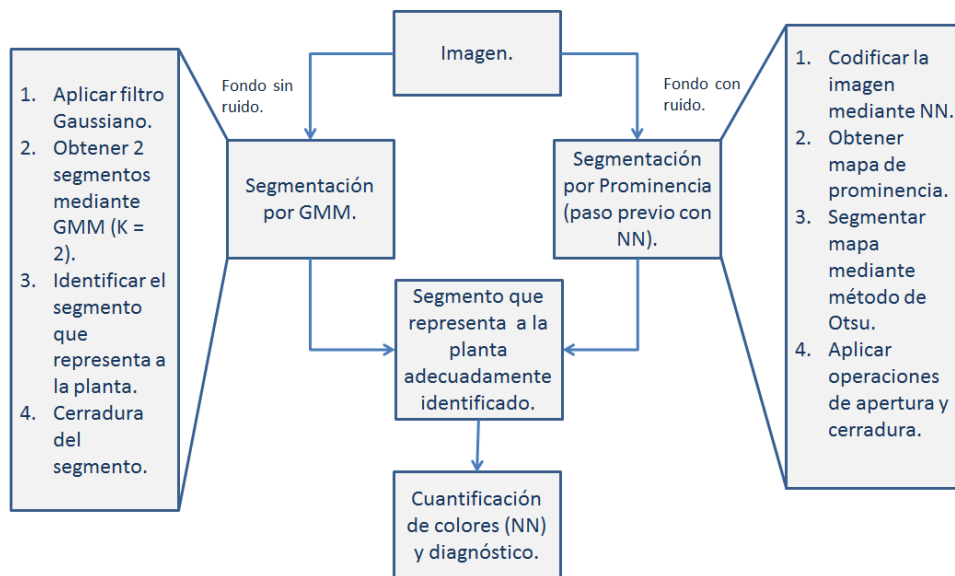 Imagen.
Fondo sin
ruido.
Fondo con
ruido.
1. Aplicar filtro
Gaussiano.
2. Obtener 2
segmentos
mediante
GMM (K =
2).
3. Identificar el
segmento
que
representa a
la planta.
4. Cerradura
del
segmento.
Segmentación
por GMM.
Segmentación
por Prominencia
(paso previo con
NN).
1. Codificar la
imagen
mediante NN.
2. Obtener
mapa de
prominencia.
3. Segmentar
mapa
mediante
método de
Otsu.
4. Aplicar
operaciones
de apertura y
cerradura.
Segmento que
representa a la
planta
adecuadamente
identificado.
Cuantificación
de colores (NN)
y diagnóstico.